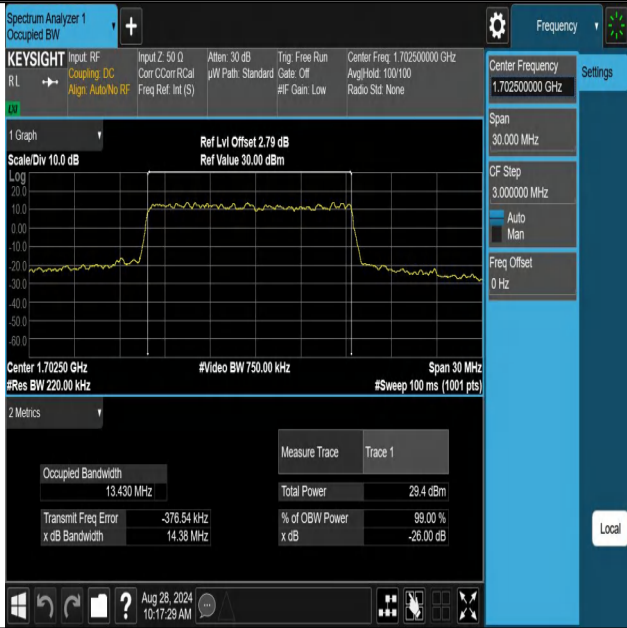 Spectrum Analyzer 1
Occupied BW
Frequency
KEYSIGHT Input: RF Input Z: 50 Ω Atten: 30 dB Trig: Free Run Center Freq: 1.702500000 GHz
RL Coupling: DC Corr CCorr RCal µW Path: Standard Gate: Off Avg|Hold: 100/100
Align: Auto/No RF Freq Ref: Int (S) #IF Gain: Low Radio Std: None
LXI
Center Frequency
1.702500000 GHz
Settings
Span
30.000 MHz
CF Step
3.000000 MHz
Auto
Man
Freq Offset
0 Hz
Local
1 Graph
Ref Lvl Offset 2.79 dB
Scale/Div 10.0 dB Ref Value 30.00 dBm
Log
20.0
10.0
0.00
-10.0
-20.0
-30.0
-40.0
-50.0
-60.0
Center 1.70250 GHz #Video BW 750.00 kHz Span 30 MHz
#Res BW 220.00 kHz #Sweep 100 ms (1001 pts)
2 Metrics
Measure Trace Trace 1
Occupied Bandwidth
13.430 MHz
Total Power 29.4 dBm
Transmit Freq Error -376.54 kHz % of OBW Power 99.00 %
x dB Bandwidth 14.38 MHz x dB -26.00 dB
Aug 28, 2024
10:17:29 AM